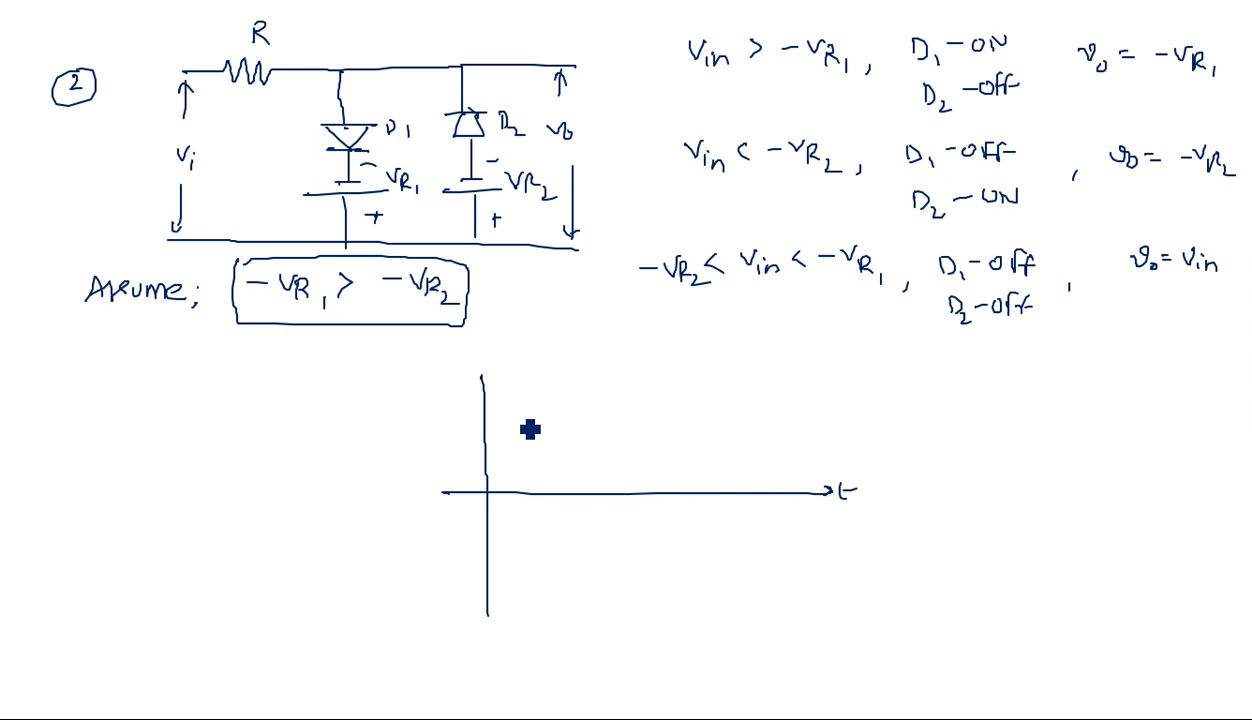 2
R
Vi
D1
-
VR1
+
D2
-
VR2
+
Vo
Assume; -VR1 > -VR2
Vin > -VR1, D1-ON
D2-Off
vo = -VR1
Vin < -VR2, D1-Off
D2-ON
, vo = -VR2
-VR2 < Vin < -VR1, D1-Off
D2-Off
, vo = Vin
t